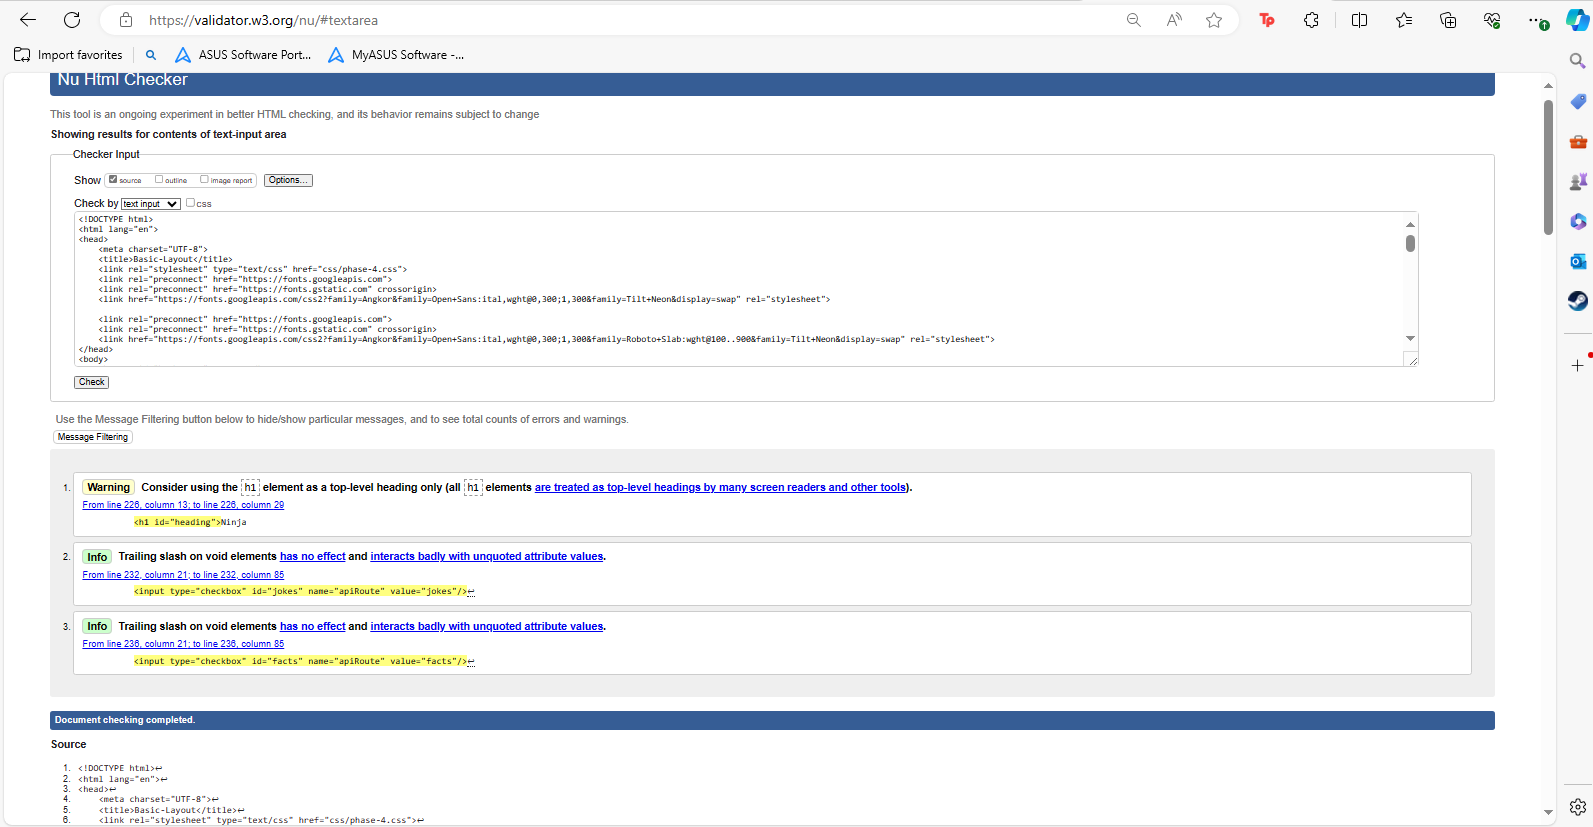 https://validator.w3.org/nu/#textarea
Import favorites
ASUS Software Port...
MyASUS Software -...
Nu Html Checker
This tool is an ongoing experiment in better HTML checking, and its behavior remains subject to change
Showing results for contents of text-input area
Checker Input
Show source outline image report Options...
Check by text input css
<!DOCTYPE html>
<html lang="en">
<head>
<meta charset="UTF-8">
<title>Basic-Layout</title>
<link rel="stylesheet" type="text/css" href="css/phase-4.css">
<link rel="preconnect" href="https://fonts.googleapis.com">
<link rel="preconnect" href="https://fonts.gstatic.com" crossorigin>
<link href="https://fonts.googleapis.com/css2?family=Angkor&family=Open+Sans:ital,wght@0,300;1,300&family=Tilt+Neon&display=swap" rel="stylesheet">
<link rel="preconnect" href="https://fonts.googleapis.com">
<link rel="preconnect" href="https://fonts.gstatic.com" crossorigin>
<link href="https://fonts.googleapis.com/css2?family=Angkor&family=Open+Sans:ital,wght@0,300;1,300&family=Roboto+Slab:wght@100..900&family=Tilt+Neon&display=swap" rel="stylesheet">
</head>
<body>
Check
Use the Message Filtering button below to hide/show particular messages, and to see total counts of errors and warnings.
Message Filtering
1. Warning Consider using the h1 element as a top-level heading only (all h1 elements are treated as top-level headings by many screen readers and other tools).
From line 226, column 13; to line 226, column 29
<h1 id="heading">Ninja
2. Info Trailing slash on void elements has no effect and interacts badly with unquoted attribute values.
From line 232, column 21; to line 232, column 85
<input type="checkbox" id="jokes" name="apiRoute" value="jokes"/>↩
3. Info Trailing slash on void elements has no effect and interacts badly with unquoted attribute values.
From line 236, column 21; to line 236, column 85
<input type="checkbox" id="facts" name="apiRoute" value="facts"/>↩
Document checking completed.
Source
1. <!DOCTYPE html>↩
2. <html lang="en">↩
3. <head>↩
4. <meta charset="UTF-8">↩
5. <title>Basic-Layout</title>↩
6. <link rel="stylesheet" type="text/css" href="css/phase-4.css">↩